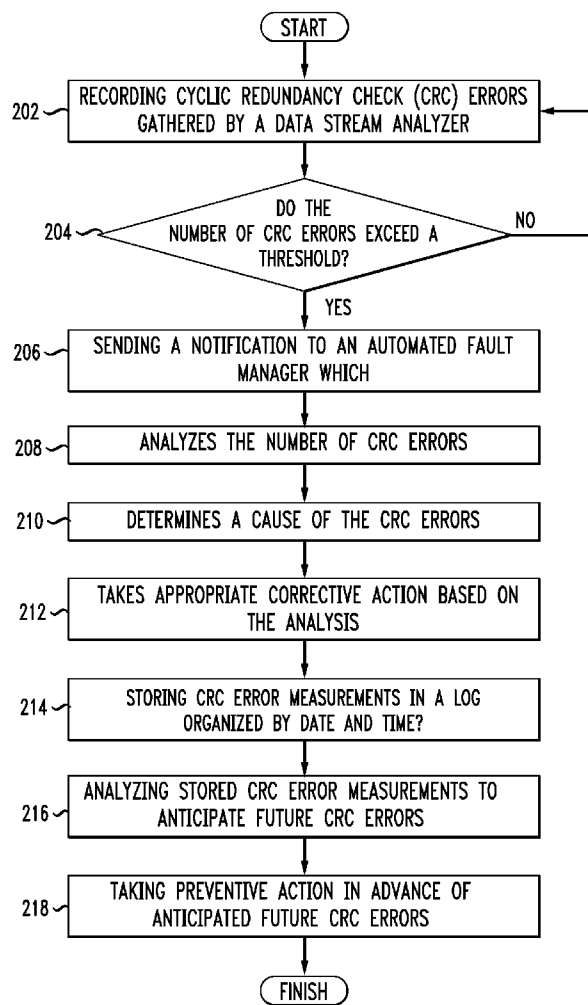 START
202
RECORDING CYCLIC REDUNDANCY CHECK (CRC) ERRORS
GATHERED BY A DATA STREAM ANALYZER
204
DO THE
NUMBER OF CRC ERRORS EXCEED A
THRESHOLD?
NO
YES
206
SENDING A NOTIFICATION TO AN AUTOMATED FAULT
MANAGER WHICH
208
ANALYZES THE NUMBER OF CRC ERRORS
210
DETERMINES A CAUSE OF THE CRC ERRORS
212
TAKES APPROPRIATE CORRECTIVE ACTION BASED ON
THE ANALYSIS
214
STORING CRC ERROR MEASUREMENTS IN A LOG
ORGANIZED BY DATE AND TIME?
216
ANALYZING STORED CRC ERROR MEASUREMENTS TO
ANTICIPATE FUTURE CRC ERRORS
218
TAKING PREVENTIVE ACTION IN ADVANCE OF
ANTICIPATED FUTURE CRC ERRORS
FINISH